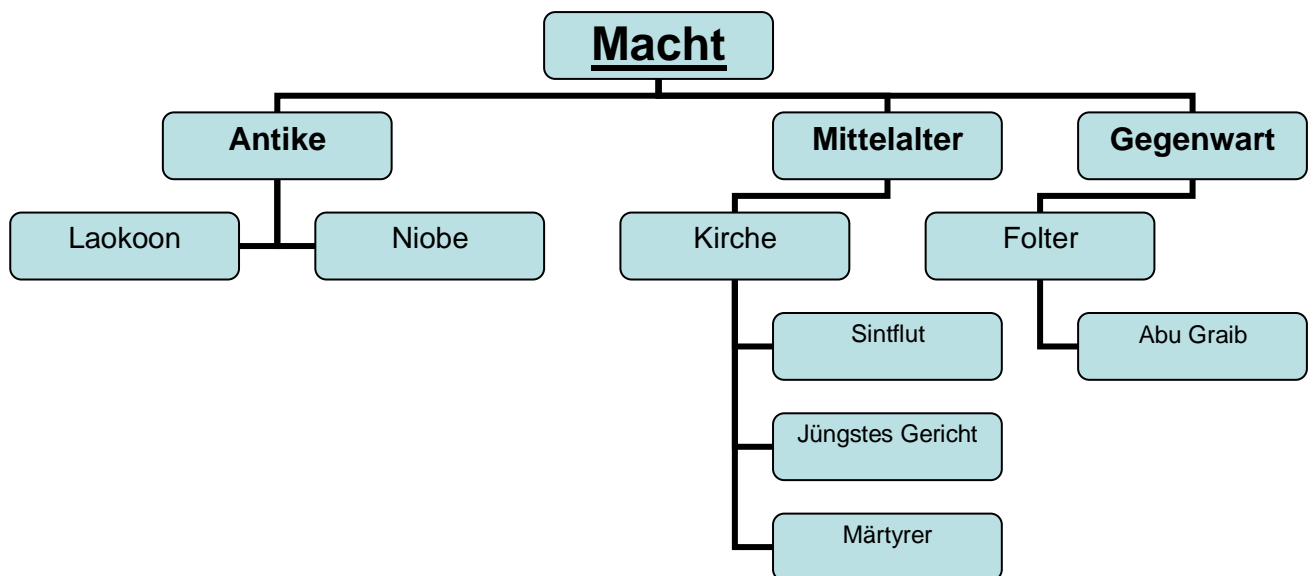 Macht
Antike
Mittelalter
Gegenwart
Laokoon
Niobe
Kirche
Folter
Sintflut
Abu Graib
Jüngstes Gericht
Märtyrer